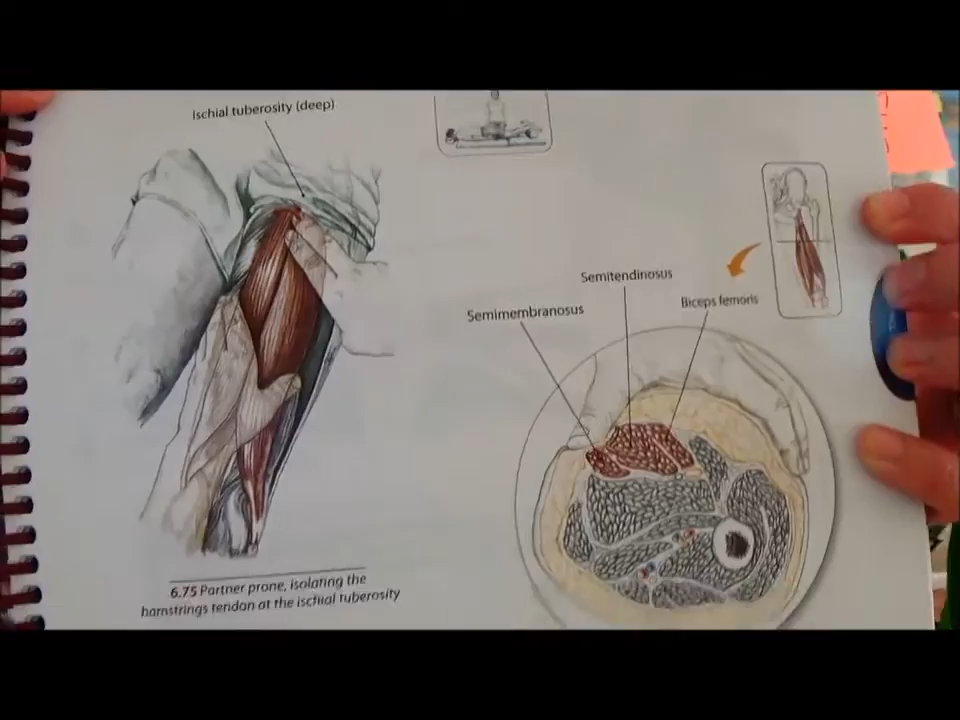 Ischial tuberosity (deep)
Semitendinosus
Biceps femoris
Semimembranosus
6.75 Partner prone, isolating the
hamstrings tendon at the ischial tuberosity